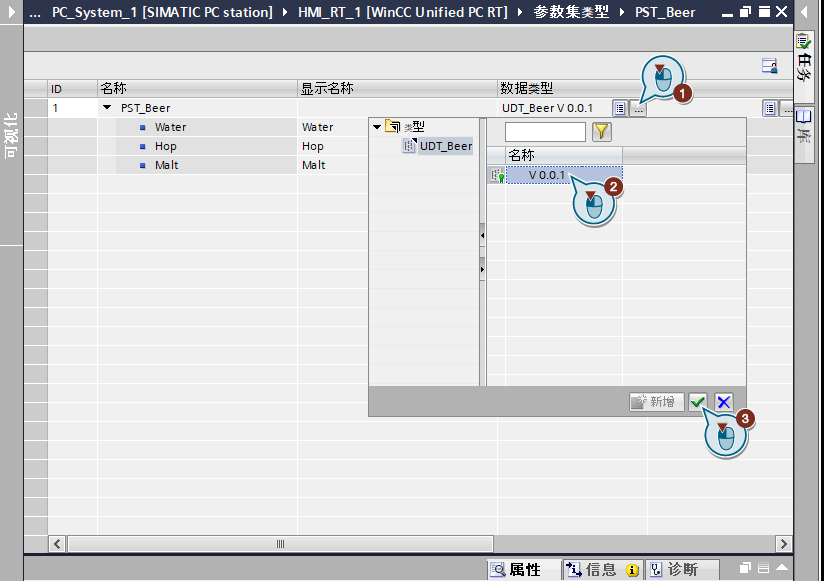 ... PC_System_1 [SIMATIC PC station] HMI_RT_1 [WinCC Unified PC RT] 参数集类型 PST_Beer
任务
库
可视化
ID 名称 显示名称 数据类型
1 PST_Beer UDT_Beer V 0.0.1 ... ...
1
Water Water
Hop Hop
Malt Malt
类型
UDT_Beer
名称
V 0.0.1
2
新增
3
属性 信息 诊断